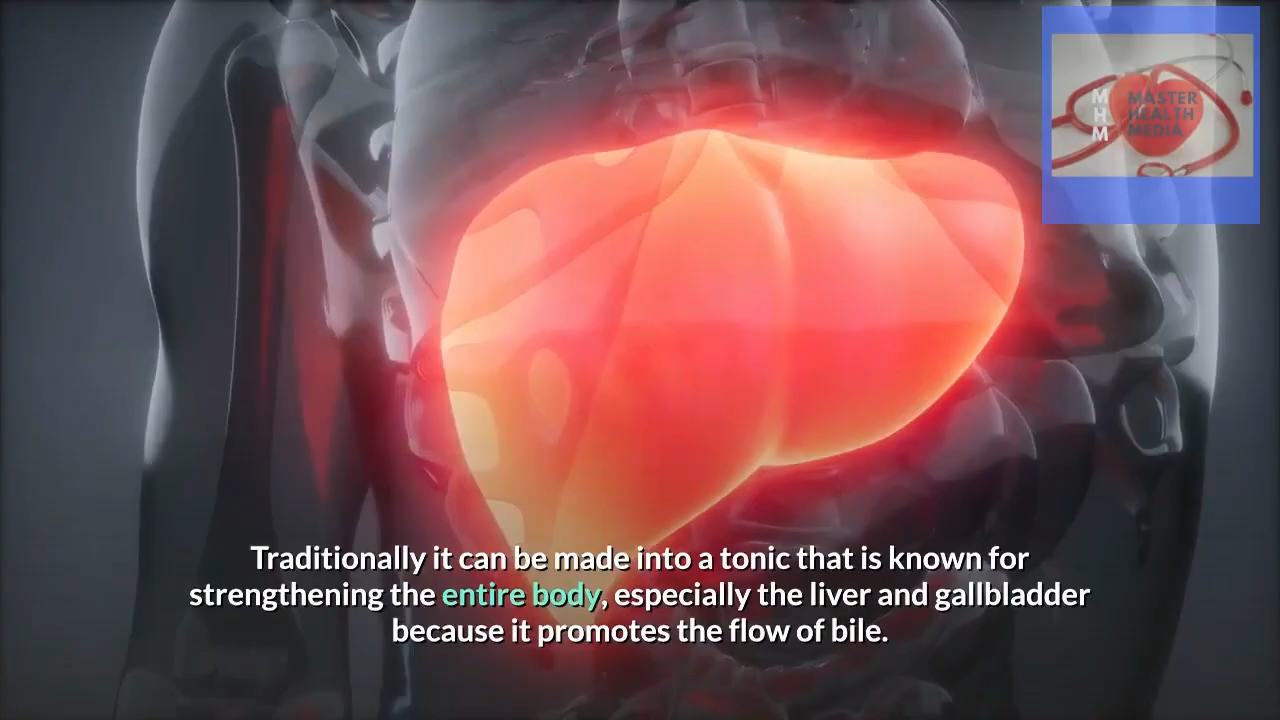 M
H
M
MASTER
HEALTH
MEDIA
Traditionally it can be made into a tonic that is known for
strengthening the entire body, especially the liver and gallbladder
because it promotes the flow of bile.